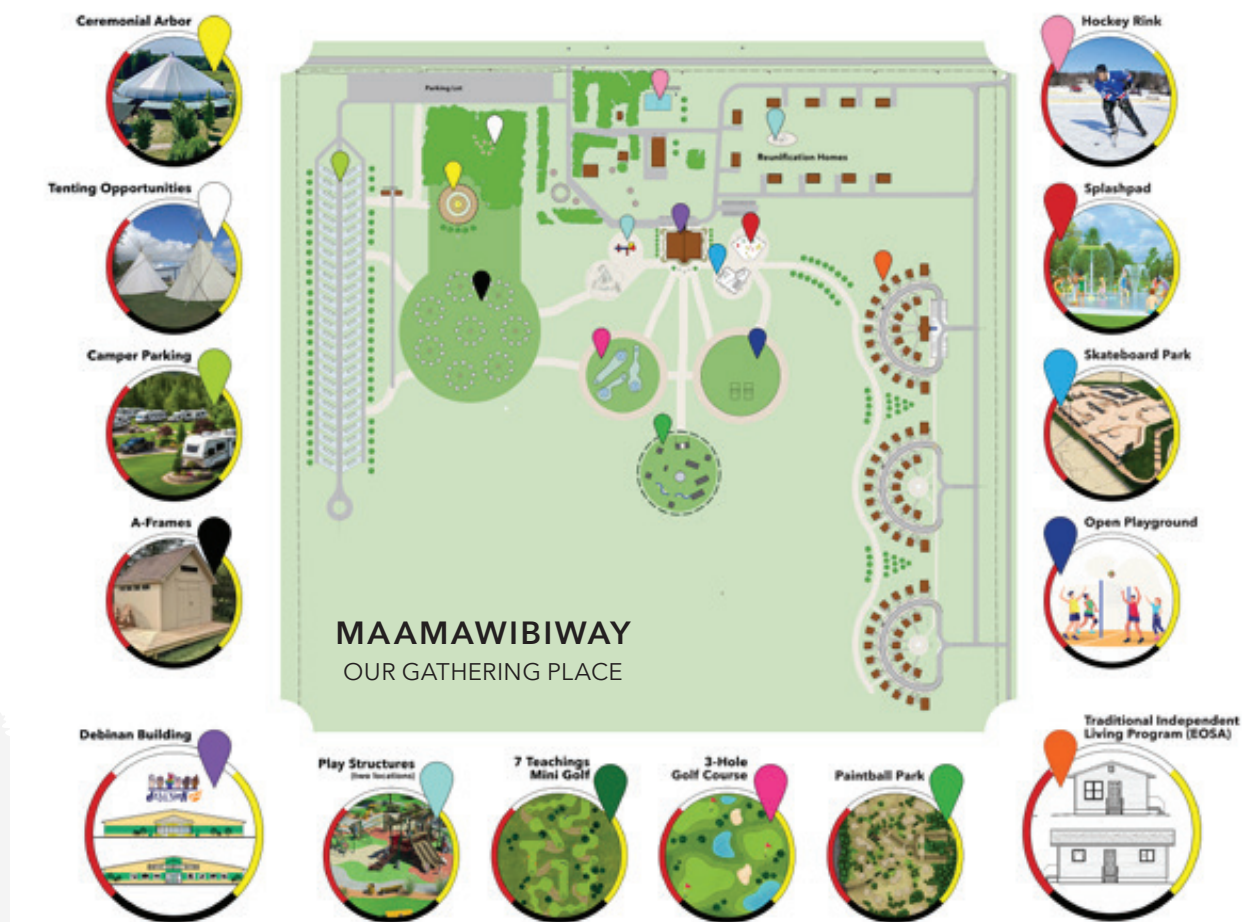 Ceremonial Arbor
Hockey Rink
Parking Lot
Reunification Homes
Tenting Opportunities
Splashpad
Camper Parking
Skateboard Park
A-Frames
Open Playground
MAAMAWIBIWAY
OUR GATHERING PLACE
Debinan Building
Play Structures
(two locations)
7 Teachings
Mini Golf
3-Hole
Golf Course
Paintball Park
Traditional Independent
Living Program (EOSA)